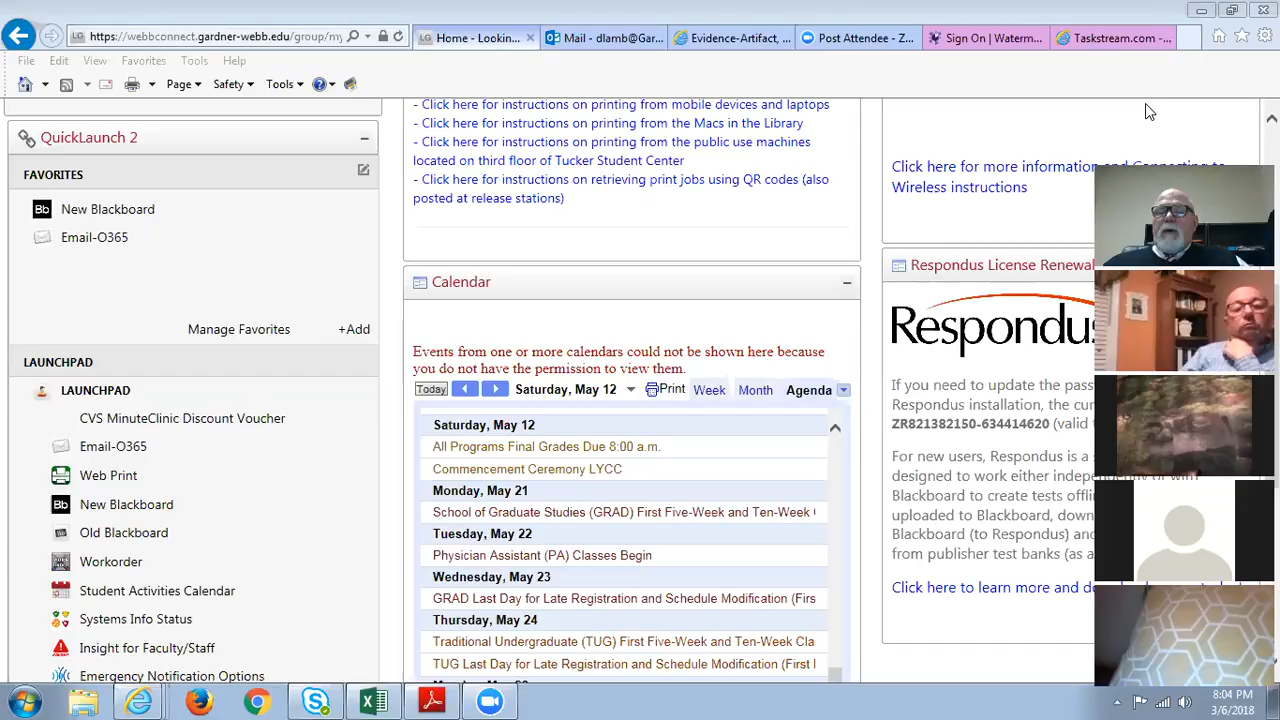 https://webbconnect.gardner-webb.edu/group/my
Home - Lookin...
Mail - dlamb@Gar...
Evidence-Artifact, ...
Post Attendee - Z...
Sign On | Waterm...
Taskstream.com -...
File Edit View Favorites Tools Help
Page Safety Tools
QuickLaunch 2
FAVORITES
New Blackboard
Email-O365
Manage Favorites +Add
LAUNCHPAD
LAUNCHPAD
CVS MinuteClinic Discount Voucher
Email-O365
Web Print
New Blackboard
Old Blackboard
Workorder
Student Activities Calendar
Systems Info Status
Insight for Faculty/Staff
Emergency Notification Options
- Click here for instructions on printing from mobile devices and laptops
- Click here for instructions on printing from the Macs in the Library
- Click here for instructions on printing from the public use machines
located on third floor of Tucker Student Center
- Click here for instructions on retrieving print jobs using QR codes (also
posted at release stations)
Calendar
Events from one or more calendars could not be shown here because
you do not have the permission to view them.
Today Saturday, May 12 Print Week Month Agenda
Saturday, May 12
All Programs Final Grades Due 8:00 a.m.
Commencement Ceremony LYCC
Monday, May 21
School of Graduate Studies (GRAD) First Five-Week and Ten-Week
Tuesday, May 22
Physician Assistant (PA) Classes Begin
Wednesday, May 23
GRAD Last Day for Late Registration and Schedule Modification (Firs
Thursday, May 24
Traditional Undergraduate (TUG) First Five-Week and Ten-Week Cla
TUG Last Day for Late Registration and Schedule Modification (First
Click here for more information and Connecting to
Wireless instructions
Respondus License Renewal
Respondus
If you need to update the pass
Respondus installation, the cur
ZR821382150-634414620 (valid
For new users, Respondus is a
designed to work either independently or with
Blackboard to create tests offli
uploaded to Blackboard, down
Blackboard (to Respondus) and
from publisher test banks (as a
Click here to learn more and do
8:04 PM
3/6/2018